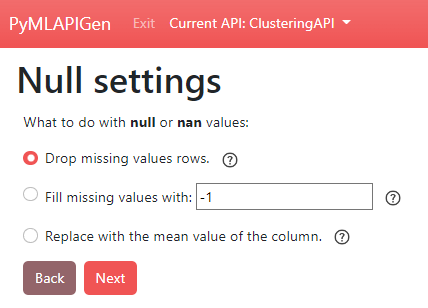 PyMLAPIGen Exit Current API: ClusteringAPI
Null settings
What to do with null or nan values:
Drop missing values rows. ?
Fill missing values with: -1 ?
Replace with the mean value of the column. ?
Back Next